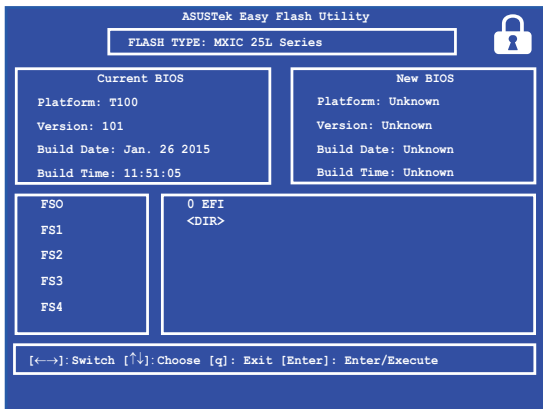 ASUSTek Easy Flash Utility
FLASH TYPE: MXIC 25L Series
Current BIOS
Platform: T100
Version: 101
Build Date: Jan. 26 2015
Build Time: 11:51:05
New BIOS
Platform: Unknown
Version: Unknown
Build Date: Unknown
Build Time: Unknown
FSO
FS1
FS2
FS3
FS4
0 EFI
<DIR>
[←→]: Switch [↑↓]: Choose [q]: Exit [Enter]: Enter/Execute